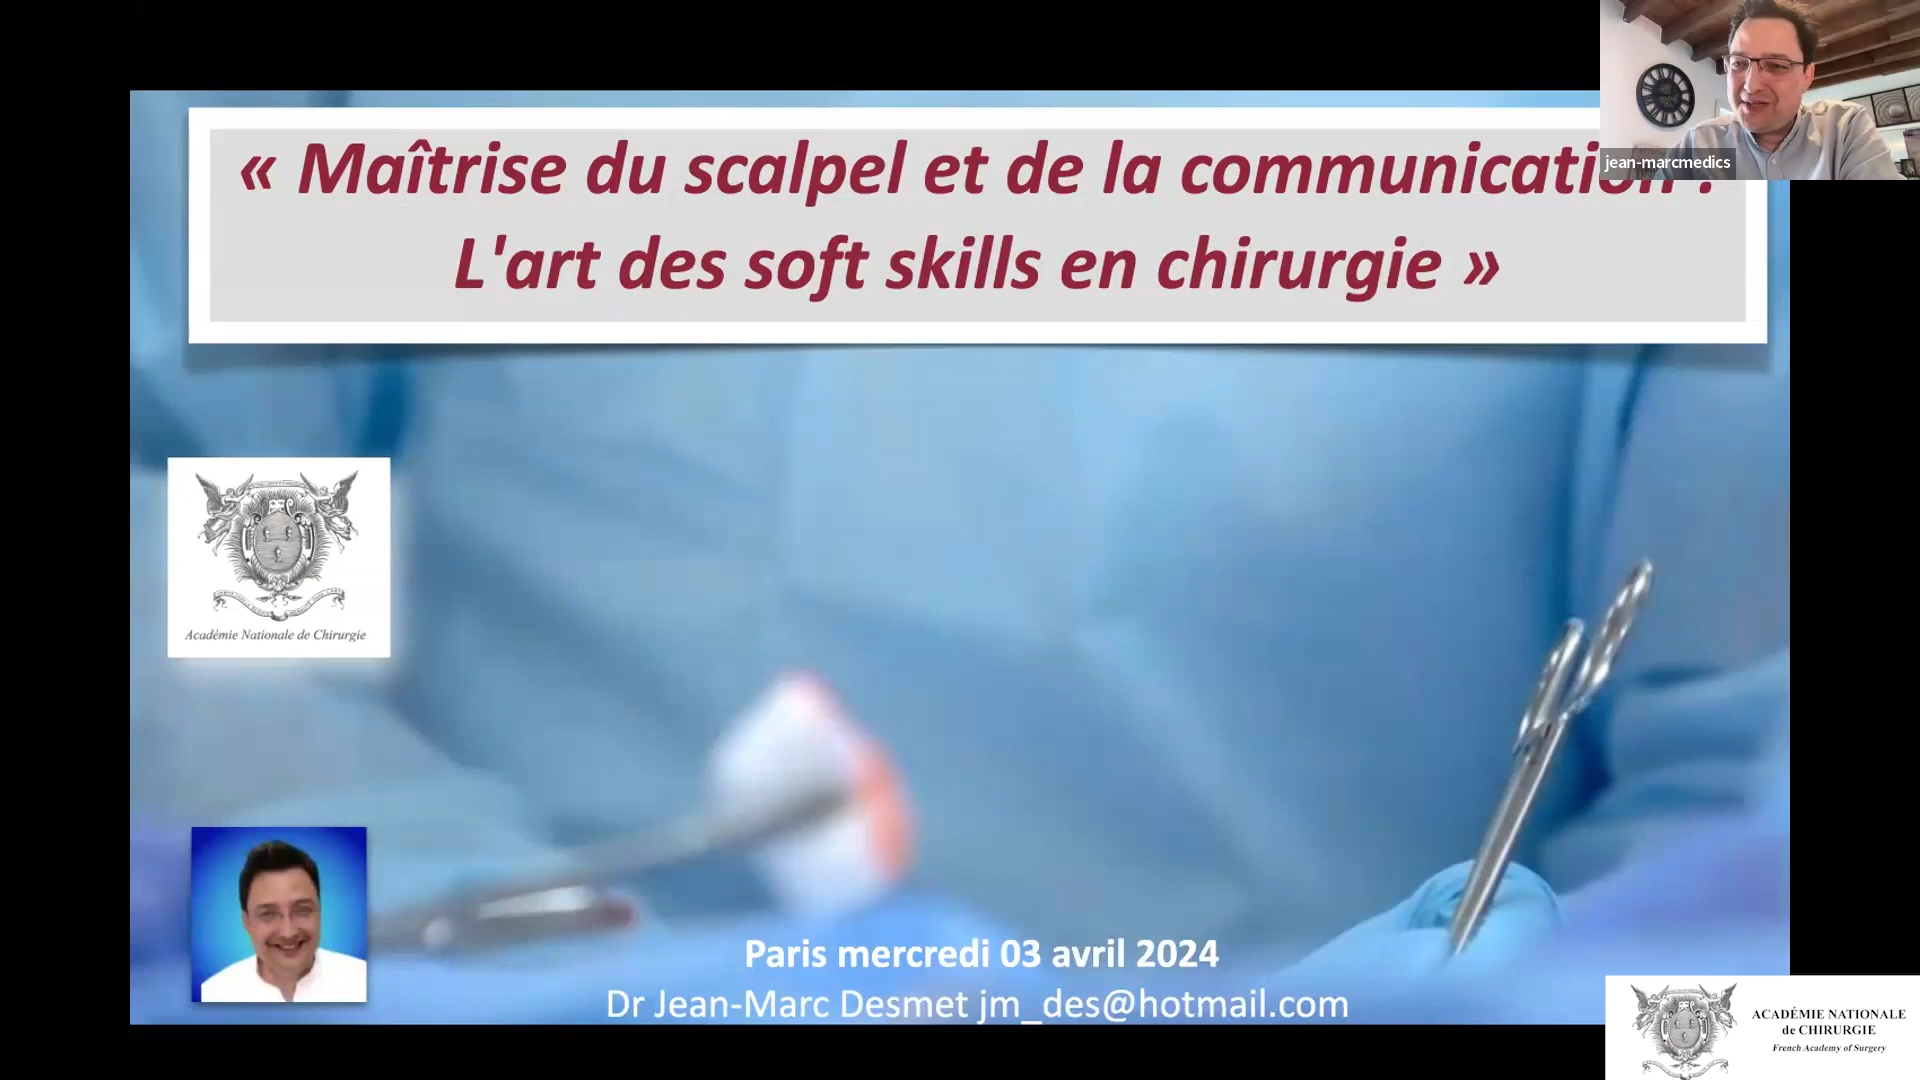 « Maîtrise du scalpel et de la communication :
L'art des soft skills en chirurgie »
jean-marcmedics
Académie Nationale de Chirurgie
Paris mercredi 03 avril 2024
Dr Jean-Marc Desmet jm_des@hotmail.com
ACADÉMIE NATIONALE
de CHIRURGIE
French Academy of Surgery